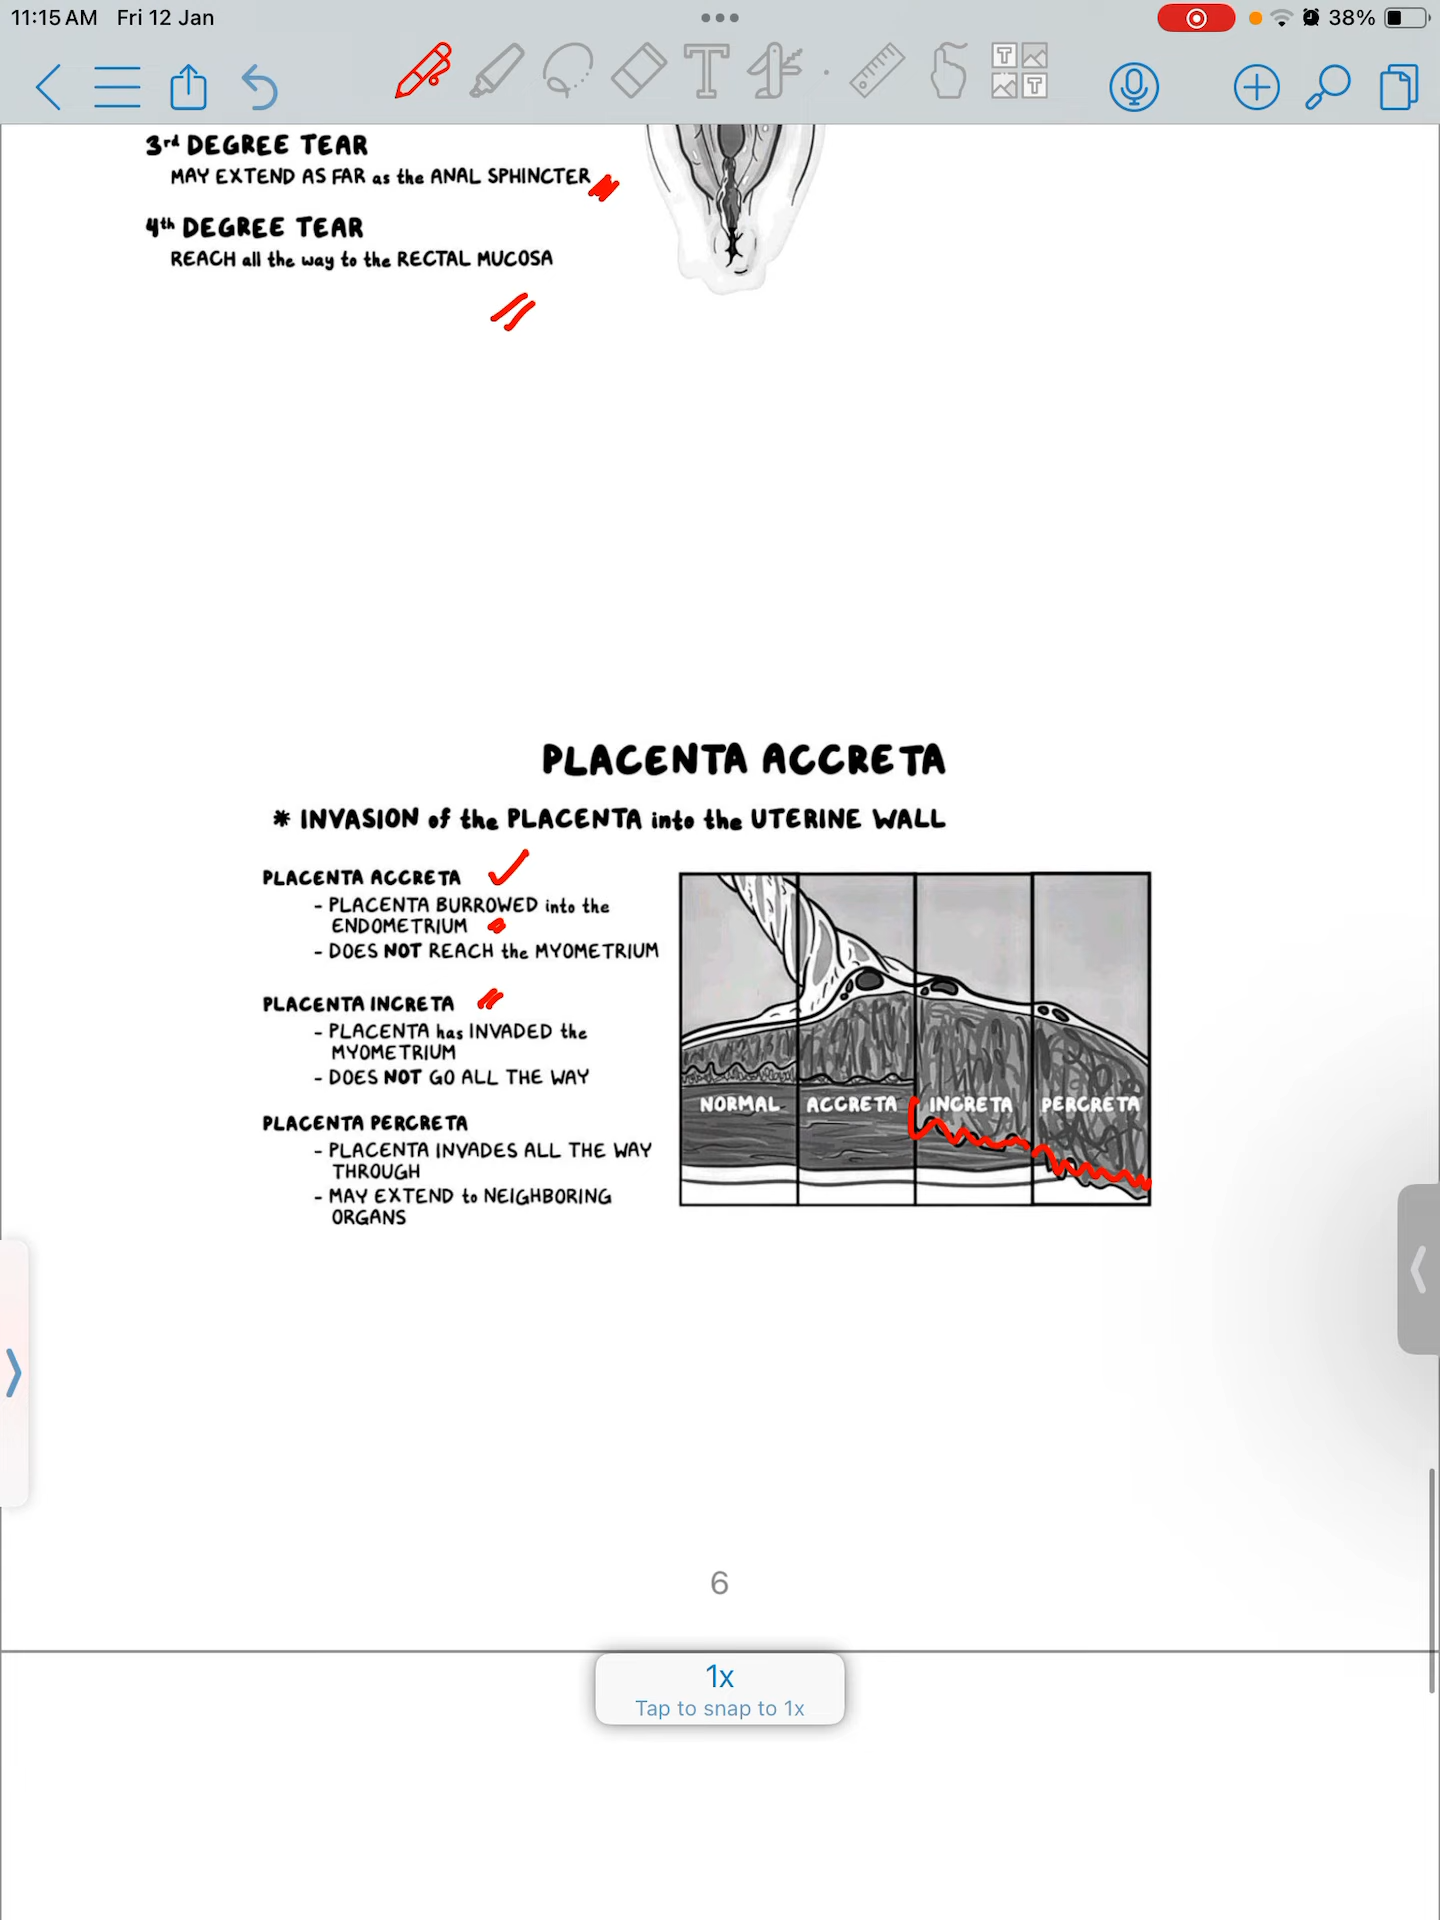 11:15 AM Fri 12 Jan
38%
3rd DEGREE TEAR
MAY EXTEND AS FAR as the ANAL SPHINCTER
4th DEGREE TEAR
REACH all the way to the RECTAL MUCOSA
PLACENTA ACCRETA
* INVASION of the PLACENTA into the UTERINE WALL
PLACENTA ACCRETA
- PLACENTA BURROWED into the
ENDOMETRIUM
- DOES NOT REACH the MYOMETRIUM
PLACENTA INCRETA
- PLACENTA has INVADED the
MYOMETRIUM
- DOES NOT GO ALL THE WAY
PLACENTA PERCRETA
- PLACENTA INVADES ALL THE WAY
THROUGH
- MAY EXTEND to NEIGHBORING
ORGANS
NORMAL ACCRETA INCRETA PERCRETA
6
1x
Tap to snap to 1x